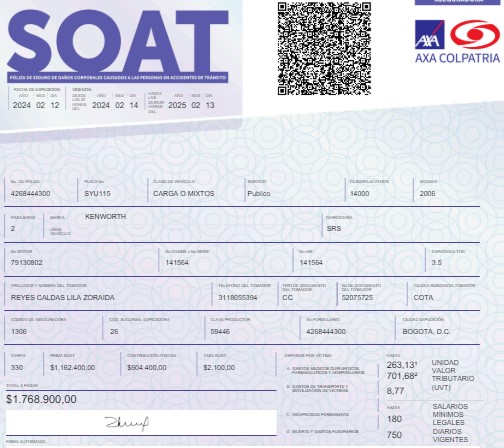 ASEGURADORA
SOAT
PÓLIZA DE SEGURO DE DAÑOS CORPORALES CAUSADOS A LAS PERSONAS EN ACCIDENTES DE TRÁNSITO
AXA
AXA COLPATRIA
FECHA DE EXPEDICIÓN
VIGENCIA
AÑO MES DÍA
2024 02 12
DESDE LAS 00 HORAS DEL
AÑO MES DÍA
2024 02 14
HASTA LAS 23:59:59 HORAS DEL
AÑO MES DÍA
2025 02 13
No. DE PÓLIZA PLACA No. CLASE DE VEHÍCULO SERVICIO CILINDRAJE/VATIOS MODELO
4268444300 SYU115 CARGA O MIXTOS Publico 14000 2006
PASAJEROS MARCA KENWORTH CARROCERÍA
2 LÍNEA VEHÍCULO SRS
No MOTOR No CHASIS o No SERIE No VIN CAPACIDAD TON.
79130802 141564 141564 3.5
APELLIDOS Y NOMBRE DEL TOMADOR TELÉFONO DEL TOMADOR TIPO DE DOCUMENTO DEL TOMADOR No DE DOCUMENTO DEL TOMADOR CIUDAD RESIDENCIA TOMADOR
REYES CALDAS LILA ZORAIDA 3118055394 CC 52075725 COTA
CÓDIGO DE ASEGURADORA COD. SUCURSAL EXPEDIDORA CLAVE PRODUCTOR No FORMULARIO CIUDAD EXPEDICIÓN
1306 26 59446 4268444300 BOGOTA, D.C.
TARIFA PRIMA SOAT CONTRIBUCIÓN FOSYGA TASA RUNT AMPAROS POR VÍCTIMA HASTA
330 $1.162.400,00 $604.400,00 $2.100,00
A. GASTOS MÉDICOS QUIRÚRGICOS, FARMACÉUTICOS Y HOSPITALARIOS
263,13¹
701,68²
UNIDAD VALOR TRIBUTARIO (UVT)
B. GASTOS DE TRANSPORTE Y MOVILIZACIÓN DE VÍCTIMAS
8,77
TOTAL A PAGAR
$1.768.900,00
C. INCAPACIDAD PERMANENTE
HASTA
180
SALARIOS MÍNIMOS LEGALES DIARIOS VIGENTES
D. MUERTE Y GASTOS FUNERARIOS
750
FIRMA AUTORIZADA